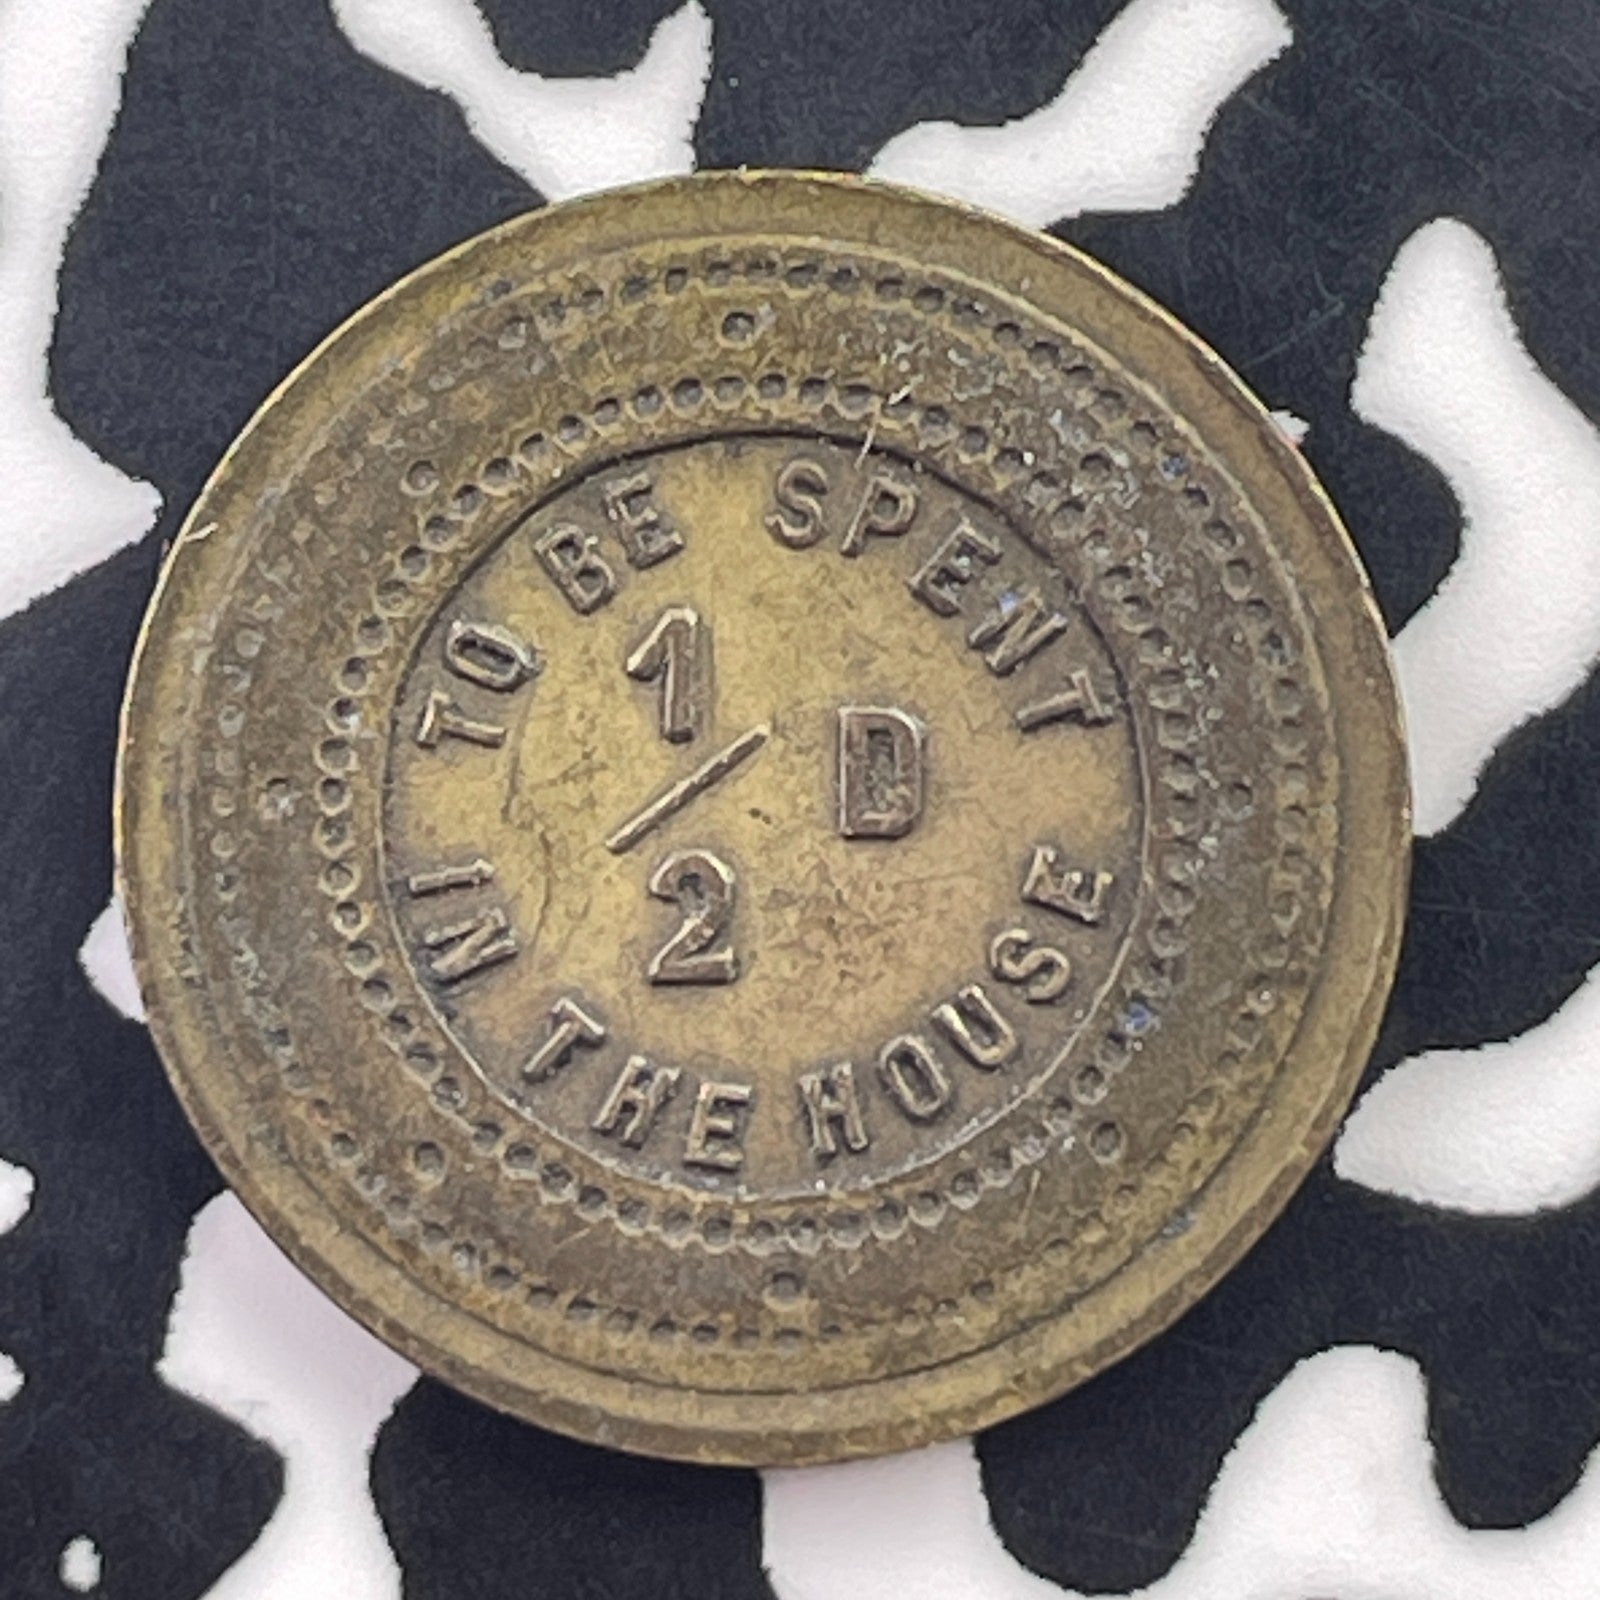 TO BE SPENT
1/2 D
IN THE HOUSE